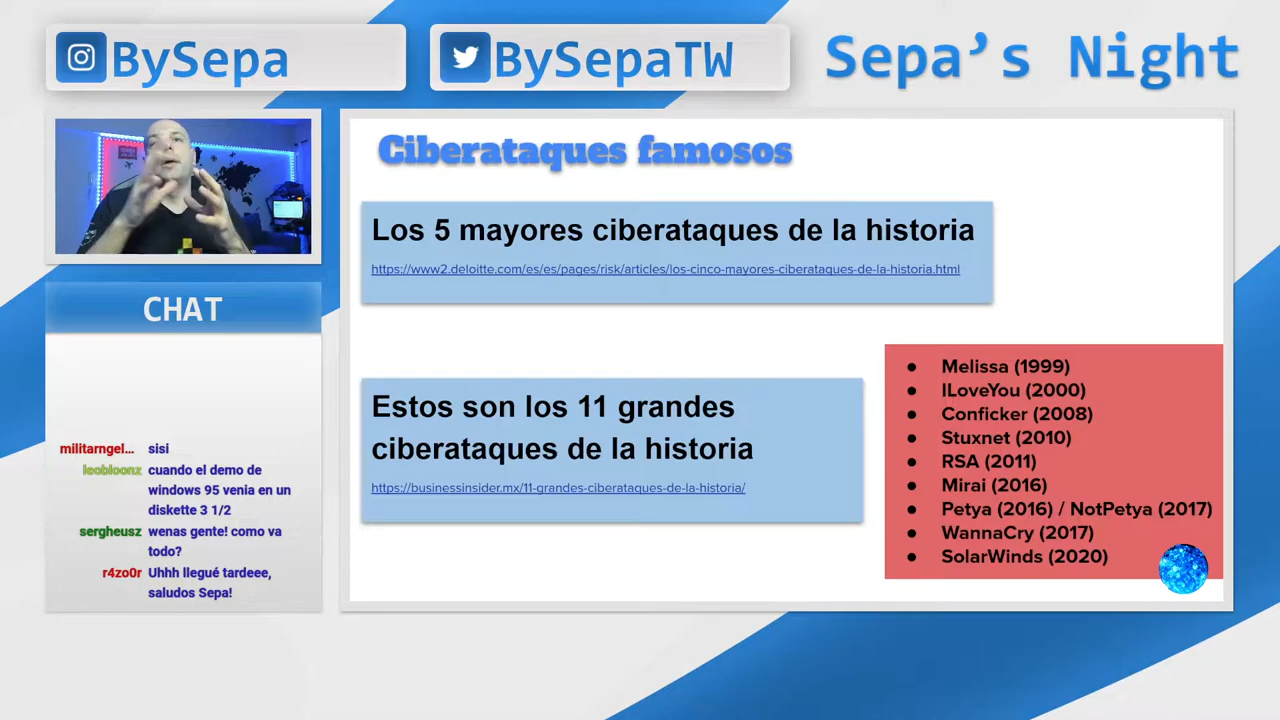 BySepa
BySepaTW
Sepa's Night
Ciberataques famosos
Los 5 mayores ciberataques de la historia
https://www2.deloitte.com/es/es/pages/risk/articles/los-cinco-mayores-ciberataques-de-la-historia.html
Estos son los 11 grandes
ciberataques de la historia
https://businessinsider.mx/11-grandes-ciberataques-de-la-historia/
● Melissa (1999)
● ILoveYou (2000)
● Conficker (2008)
● Stuxnet (2010)
● RSA (2011)
● Mirai (2016)
● Petya (2016) / NotPetya (2017)
● WannaCry (2017)
● SolarWinds (2020)
CHAT
militarngel... sisi
leobloonz cuando el demo de
windows 95 venia en un
diskette 3 1/2
sergheusz wenas gente! como va
todo?
r4zo0r Uhhh llegué tardeee,
saludos Sepa!